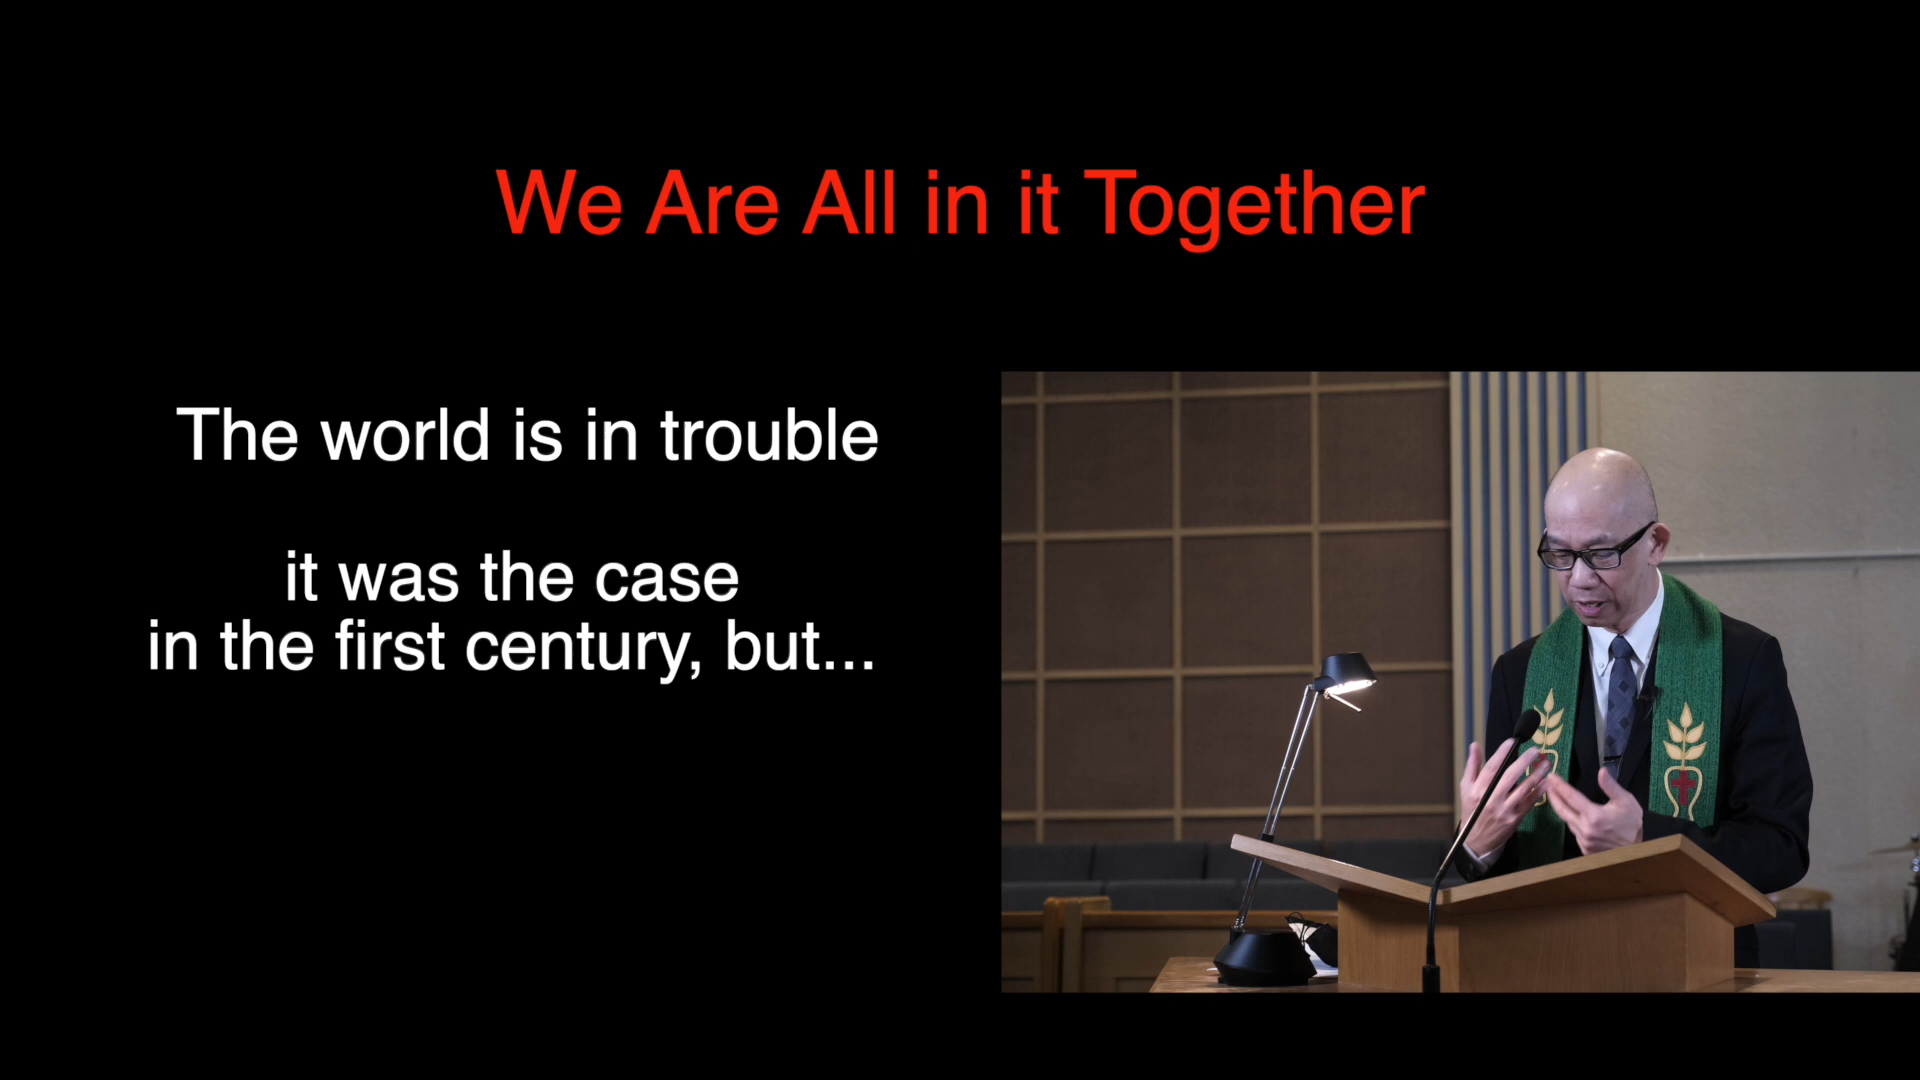 We Are All in it Together
The world is in trouble
it was the case
in the first century, but...